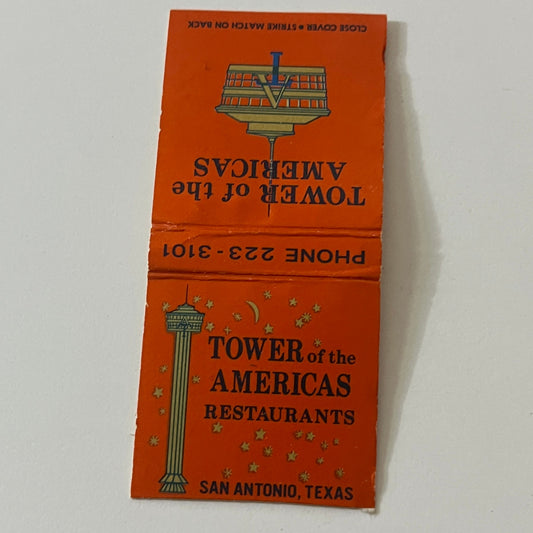 CLOSE COVER ● STRIKE MATCH ON BACK
TOWER of the
AMERICAS
PHONE 223-3101
TOWER of the
AMERICAS
RESTAURANTS
SAN ANTONIO, TEXAS